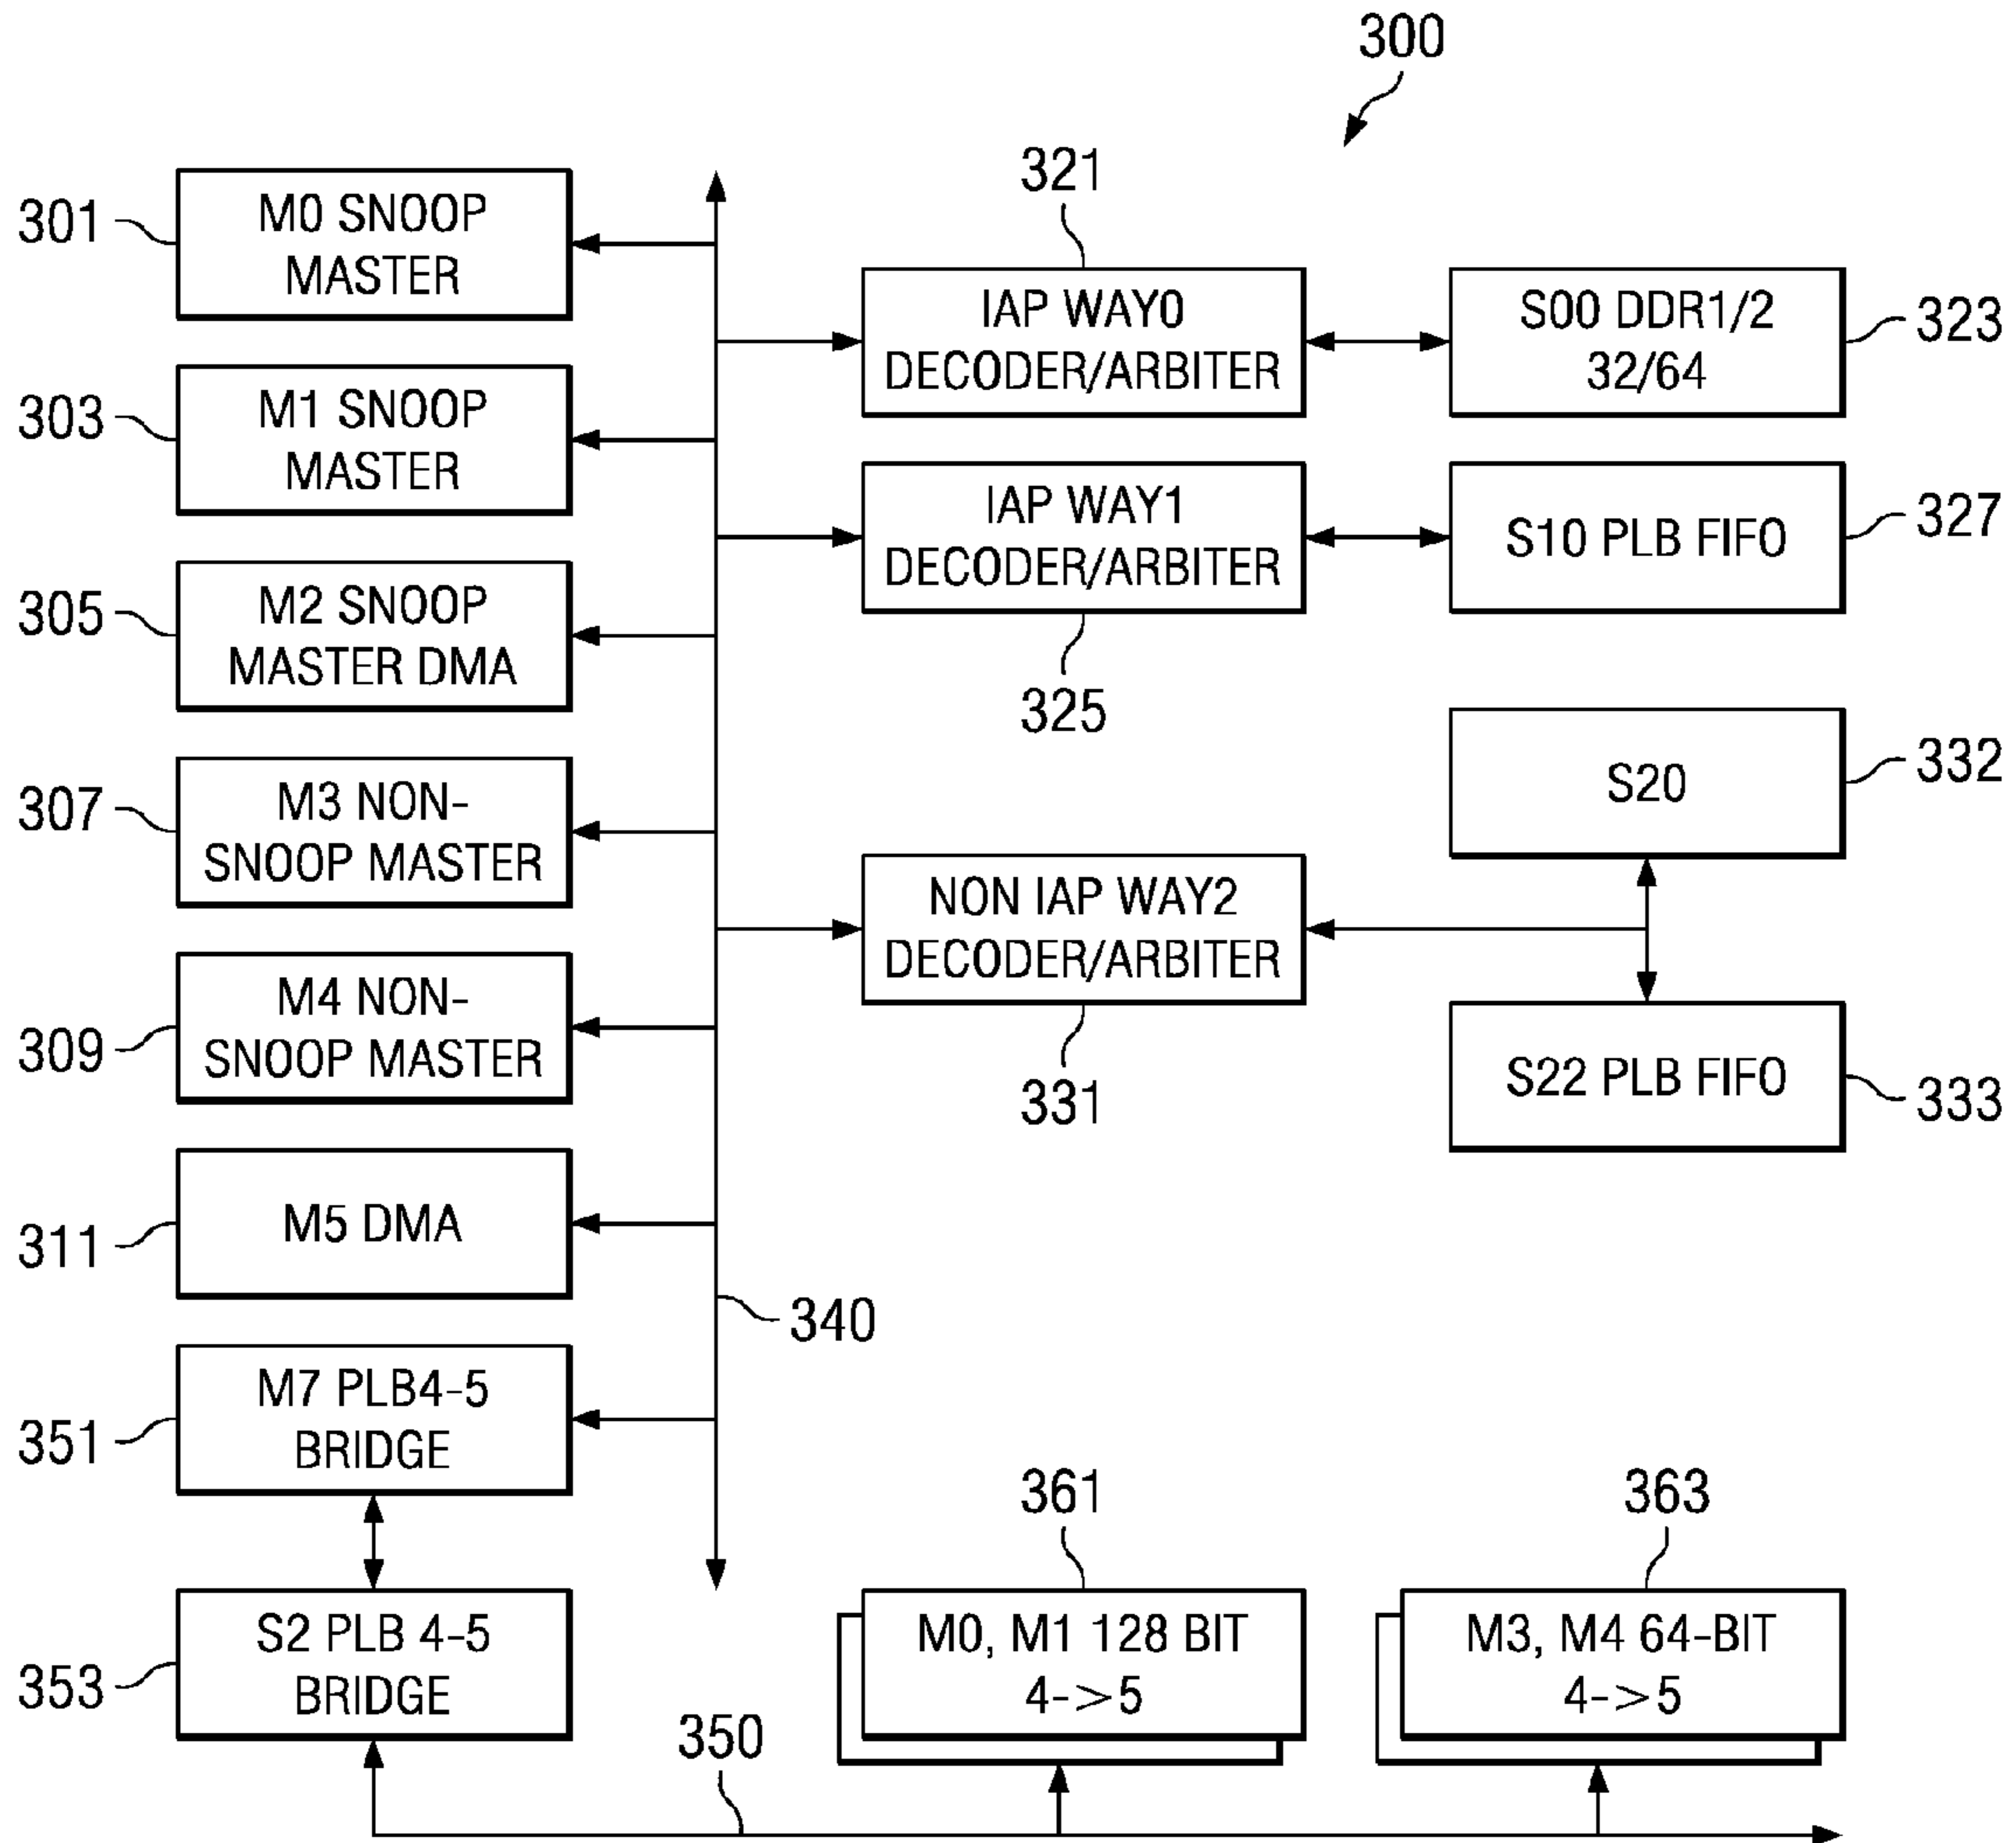 300
301
M0 SNOOP
MASTER
303
M1 SNOOP
MASTER
305
M2 SNOOP
MASTER DMA
307
M3 NON-
SNOOP MASTER
309
M4 NON-
SNOOP MASTER
311
M5 DMA
351
M7 PLB4-5
BRIDGE
353
S2 PLB 4-5
BRIDGE
340
350
321
IAP WAY0
DECODER/ARBITER
S00 DDR1/2
32/64
323
IAP WAY1
DECODER/ARBITER
325
S10 PLB FIFO
327
S20
332
NON IAP WAY2
DECODER/ARBITER
331
S22 PLB FIFO
333
361
M0, M1 128 BIT
4->5
363
M3, M4 64-BIT
4->5